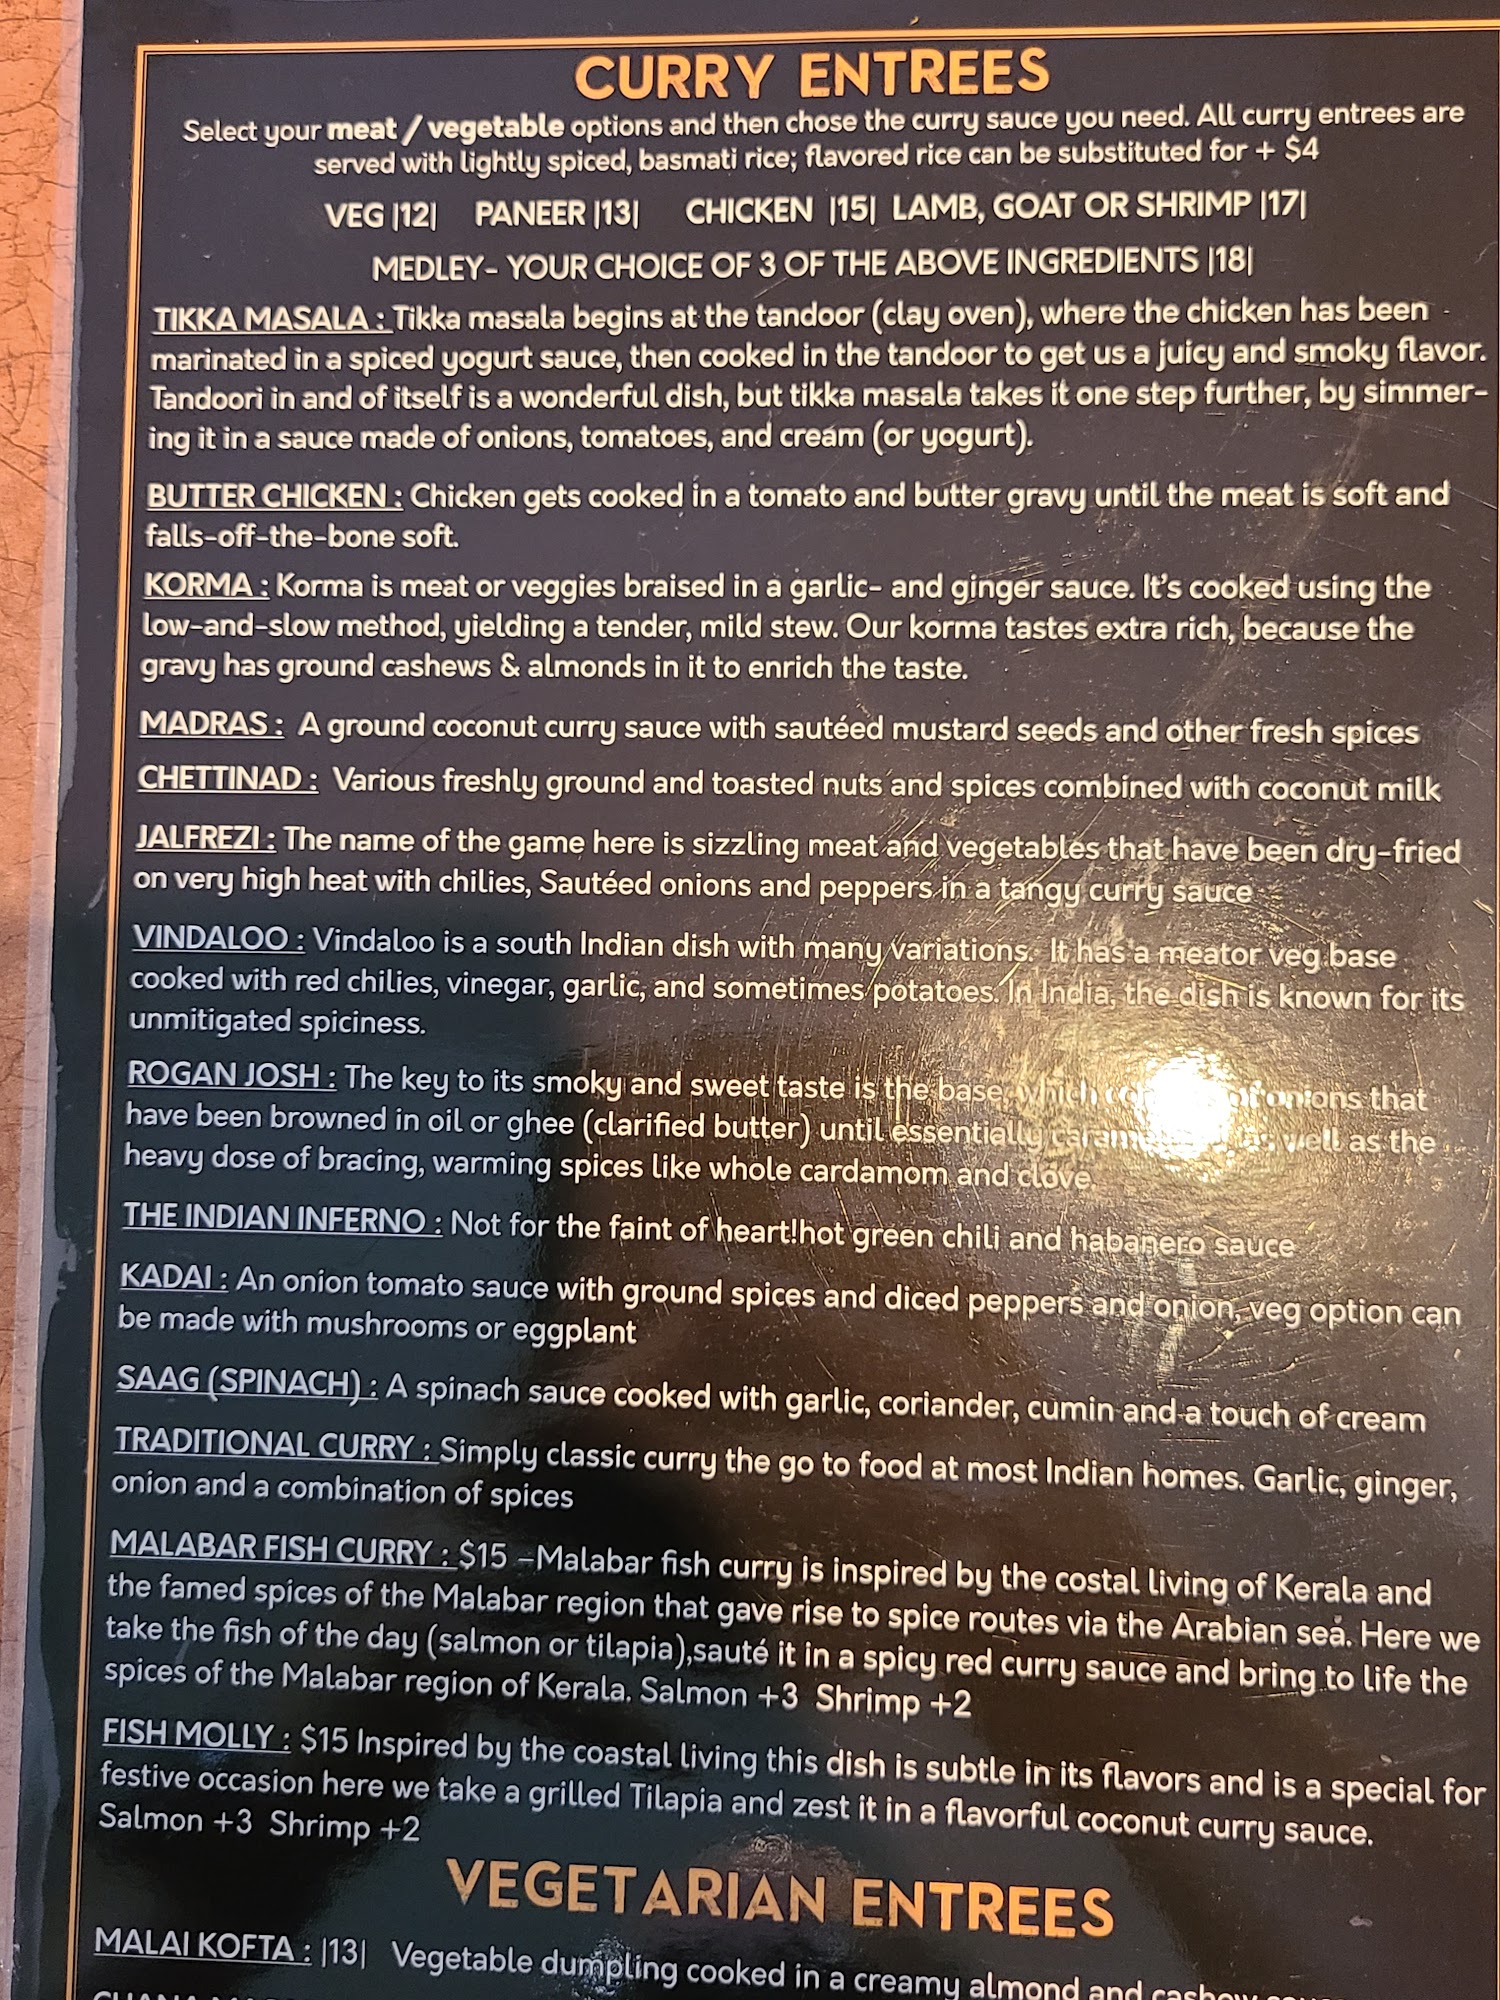 CURRY ENTREES
Select your meat / vegetable options and then chose the curry sauce you need. All curry entrees are
served with lightly spiced, basmati rice; flavored rice can be substituted for + $4
VEG |12| PANEER |13| CHICKEN |15| LAMB, GOAT OR SHRIMP |17|
MEDLEY- YOUR CHOICE OF 3 OF THE ABOVE INGREDIENTS |18|
TIKKA MASALA : Tikka masala begins at the tandoor (clay oven), where the chicken has been
marinated in a spiced yogurt sauce, then cooked in the tandoor to get us a juicy and smoky flavor.
Tandoori in and of itself is a wonderful dish, but tikka masala takes it one step further, by simmer-
ing it in a sauce made of onions, tomatoes, and cream (or yogurt).
BUTTER CHICKEN : Chicken gets cooked in a tomato and butter gravy until the meat is soft and
falls-off-the-bone soft.
KORMA : Korma is meat or veggies braised in a garlic- and ginger sauce. It's cooked using the
low-and-slow method, yielding a tender, mild stew. Our korma tastes extra rich, because the
gravy has ground cashews & almonds in it to enrich the taste.
MADRAS : A ground coconut curry sauce with sautéed mustard seeds and other fresh spices
CHETTINAD : Various freshly ground and toasted nuts and spices combined with coconut milk
JALFREZI : The name of the game here is sizzling meat and vegetables that have been dry-fried
on very high heat with chilies, Sautéed onions and peppers in a tangy curry sauce
VINDALOO : Vindaloo is a south Indian dish with many variations. It has a meator veg base
cooked with red chilies, vinegar, garlic, and sometimes potatoes. In India, the dish is known for its
unmitigated spiciness.
ROGAN JOSH : The key to its smoky and sweet taste is the base, which of onions that
have been browned in oil or ghee (clarified butter) until essentially well as the
heavy dose of bracing, warming spices like whole cardamom and clove.
THE INDIAN INFERNO : Not for the faint of heart!hot green chili and habanero sauce
KADAI : An onion tomato sauce with ground spices and diced peppers and onion, veg option can
be made with mushrooms or eggplant
SAAG (SPINACH) : A spinach sauce cooked with garlic, coriander, cumin and a touch of cream
TRADITIONAL CURRY : Simply classic curry the go to food at most Indian homes. Garlic, ginger,
onion and a combination of spices
MALABAR FISH CURRY : $15 -Malabar fish curry is inspired by the costal living of Kerala and
the famed spices of the Malabar region that gave rise to spice routes via the Arabian sea. Here we
take the fish of the day (salmon or tilapia),sauté it in a spicy red curry sauce and bring to life the
spices of the Malabar region of Kerala. Salmon +3 Shrimp +2
FISH MOLLY : $15 Inspired by the coastal living this dish is subtle in its flavors and is a special for
festive occasion here we take a grilled Tilapia and zest it in a flavorful coconut curry sauce.
Salmon +3 Shrimp +2
VEGETARIAN ENTREES
MALAI KOFTA : |13| Vegetable dumpling cooked in a creamy almond and cashew